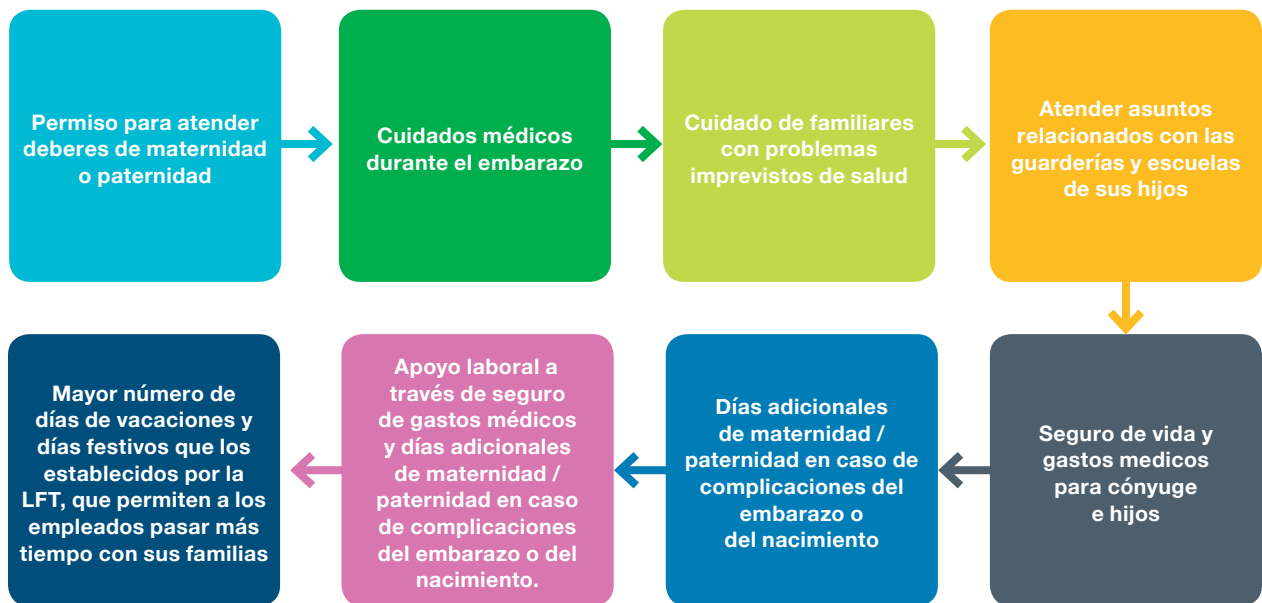 Permiso para atender
deberes de maternidad
o paternidad
Cuidados médicos
durante el embarazo
Cuidado de familiares
con problemas
imprevistos de salud
Atender asuntos
relacionados con las
guarderías y escuelas
de sus hijos
Seguro de vida y
gastos medicos
para cónyuge
e hijos
Días adicionales
de maternidad /
paternidad en caso de
complicaciones del
embarazo o
del nacimiento
Apoyo laboral a
través de seguro
de gastos médicos
y días adicionales
de maternidad /
paternidad en caso
de complicaciones
del embarazo o del
nacimiento.
Mayor número de
días de vacaciones y
días festivos que los
establecidos por la
LFT, que permiten a los
empleados pasar más
tiempo con sus familias